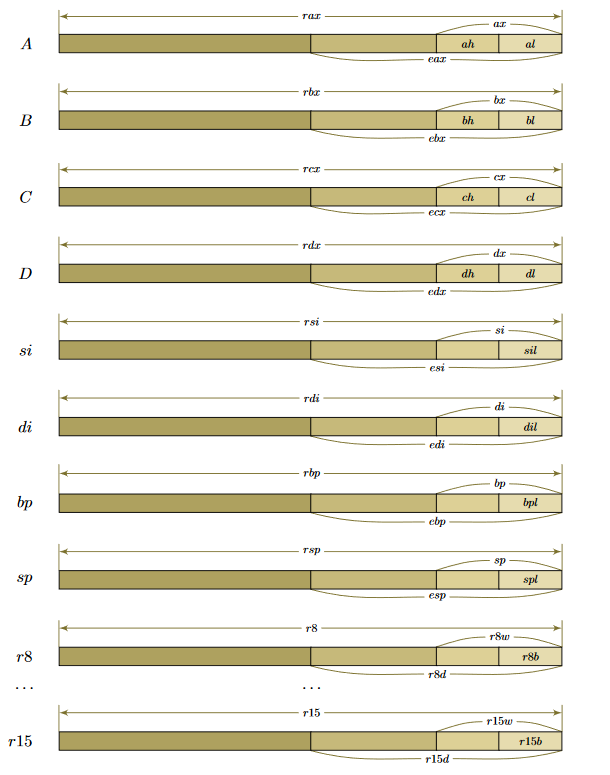 rax
ax
A ah al
eax
rbx
bx
B bh bl
ebx
rcx
cx
C ch cl
ecx
rdx
dx
D dh dl
edx
rsi
si
si sil
esi
rdi
di
di dil
edi
rbp
bp
bp bpl
ebp
rsp
sp
sp spl
esp
r8
r8w
r8 r8b
r8d
... ...
r15
r15w
r15 r15b
r15d